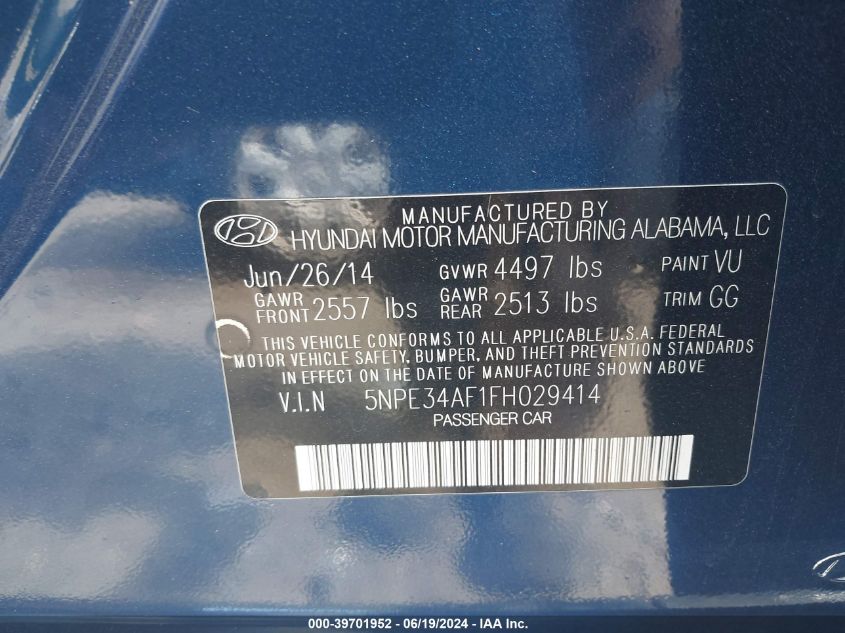 MANUFACTURED BY
HYUNDAI MOTOR MANUFACTURING ALABAMA, LLC
Jun/26/14 GVWR 4497 lbs PAINT VU
GAWR FRONT 2557 lbs GAWR REAR 2513 lbs TRIM GG
THIS VEHICLE CONFORMS TO ALL APPLICABLE U.S.A. FEDERAL
MOTOR VEHICLE SAFETY, BUMPER, AND THEFT PREVENTION STANDARDS
IN EFFECT ON THE DATE OF MANUFACTURE SHOWN ABOVE
V.I.N 5NPE34AF1FH029414
PASSENGER CAR
000-39701952 - 06/19/2024 - IAA Inc.